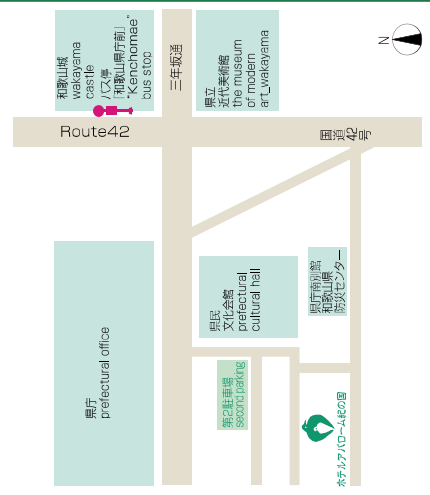 和歌山城
wakayama
castle
バス停
「和歌山県庁前」
"Kenchomae"
bus stop
三年坂通
県立
近代美術館
the museum
of modern
art_wakayama
N
Route42
国道42号
県庁
prefectural office
県民
文化会館
prefectural
cultural hall
県庁南別館
和歌山県
防災センター
第2駐車場
second parking
ホテルアバローム紀の国